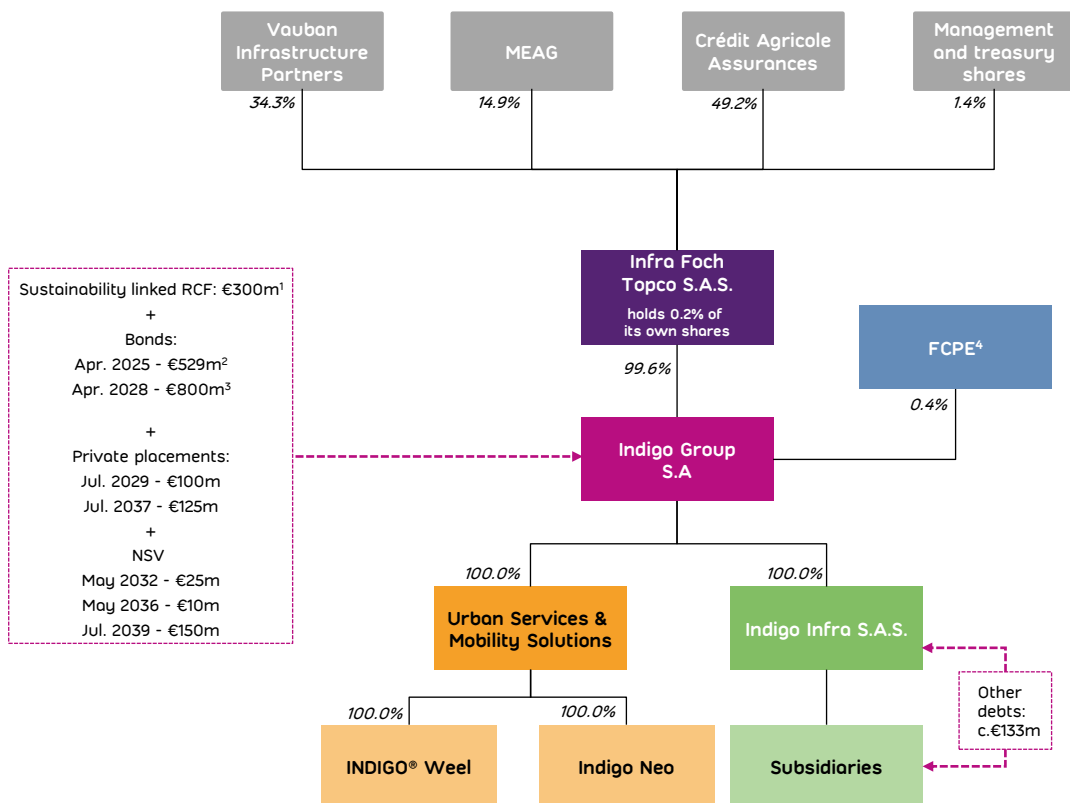 Vauban
Infrastructure
Partners
MEAG
Crédit Agricole
Assurances
Management
and treasury
shares
34.3%
14.9%
49.2%
1.4%
Infra Foch
Topco S.A.S.
holds 0.2% of
its own shares
Sustainability linked RCF: €300m¹
+
Bonds:
Apr. 2025 - €529m²
Apr. 2028 - €800m³
+
Private placements:
Jul. 2029 - €100m
Jul. 2037 - €125m
+
NSV
May 2032 - €25m
May 2036 - €10m
Jul. 2039 - €150m
FCPE⁴
99.6%
0.4%
Indigo Group
S.A
100.0%
100.0%
Urban Services &
Mobility Solutions
Indigo Infra S.A.S.
Other
debts:
c.€133m
100.0%
100.0%
INDIGO® Weel
Indigo Neo
Subsidiaries